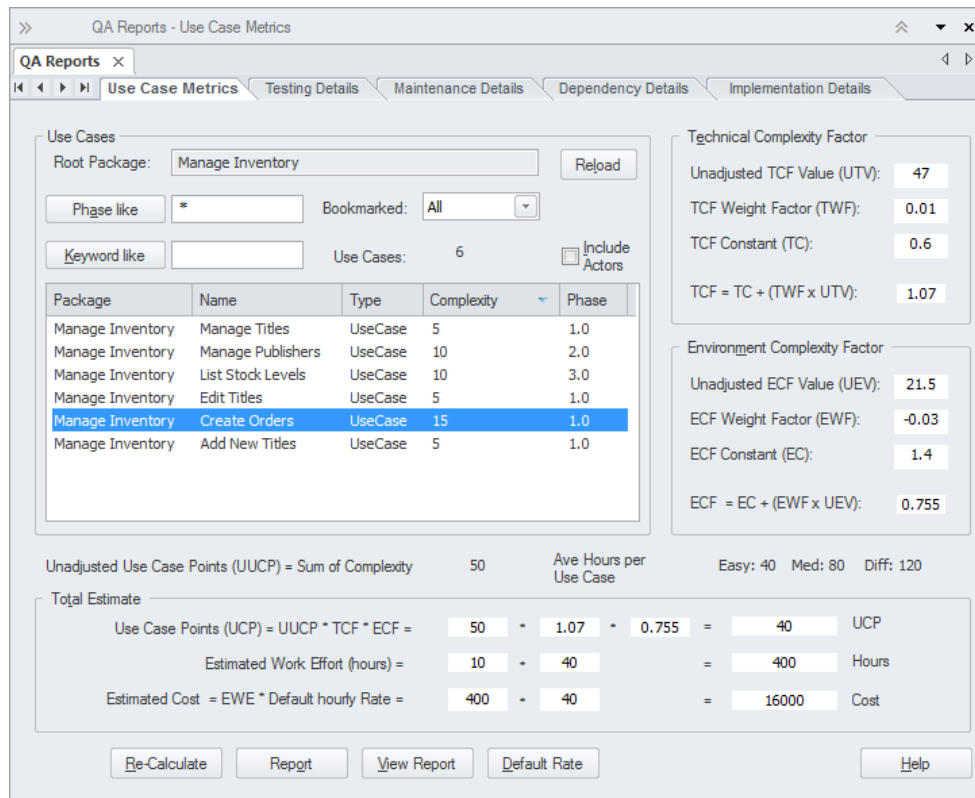 QA Reports - Use Case Metrics
QA Reports
Use Case Metrics Testing Details Maintenance Details Dependency Details Implementation Details
Use Cases
Root Package: Manage Inventory Reload
Phase like * Bookmarked: All
Keyword like Use Cases: 6 Include Actors
Package Name Type Complexity Phase
Manage Inventory Manage Titles UseCase 5 1.0
Manage Inventory Manage Publishers UseCase 10 2.0
Manage Inventory List Stock Levels UseCase 10 3.0
Manage Inventory Edit Titles UseCase 5 1.0
Manage Inventory Create Orders UseCase 15 1.0
Manage Inventory Add New Titles UseCase 5 1.0
Technical Complexity Factor
Unadjusted TCF Value (UTV): 47
TCF Weight Factor (TWF): 0.01
TCF Constant (TC): 0.6
TCF = TC + (TWF x UTV): 1.07
Environment Complexity Factor
Unadjusted ECF Value (UEV): 21.5
ECF Weight Factor (EWF): -0.03
ECF Constant (EC): 1.4
ECF = EC + (EWF x UEV): 0.755
Unadjusted Use Case Points (UUCP) = Sum of Complexity 50 Ave Hours per Use Case Easy: 40 Med: 80 Diff: 120
Total Estimate
Use Case Points (UCP) = UUCP * TCF * ECF = 50 * 1.07 * 0.755 = 40 UCP
Estimated Work Effort (hours) = 10 * 40 = 400 Hours
Estimated Cost = EWE * Default hourly Rate = 400 * 40 = 16000 Cost
Re-Calculate Report View Report Default Rate Help